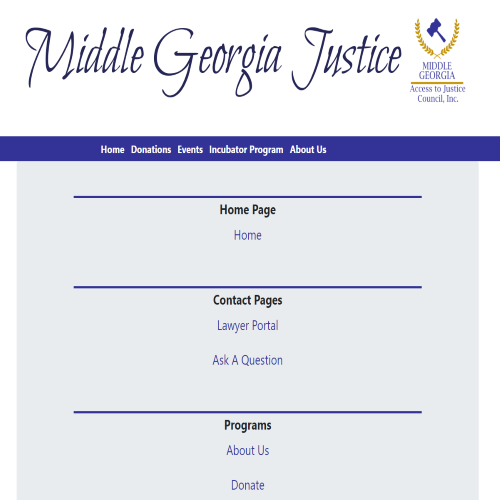 Middle Georgia Justice
MIDDLE
GEORGIA
Access to Justice
Council, Inc.
Home Donations Events Incubator Program About Us
Home Page
Home
Contact Pages
Lawyer Portal
Ask A Question
Programs
About Us
Donate